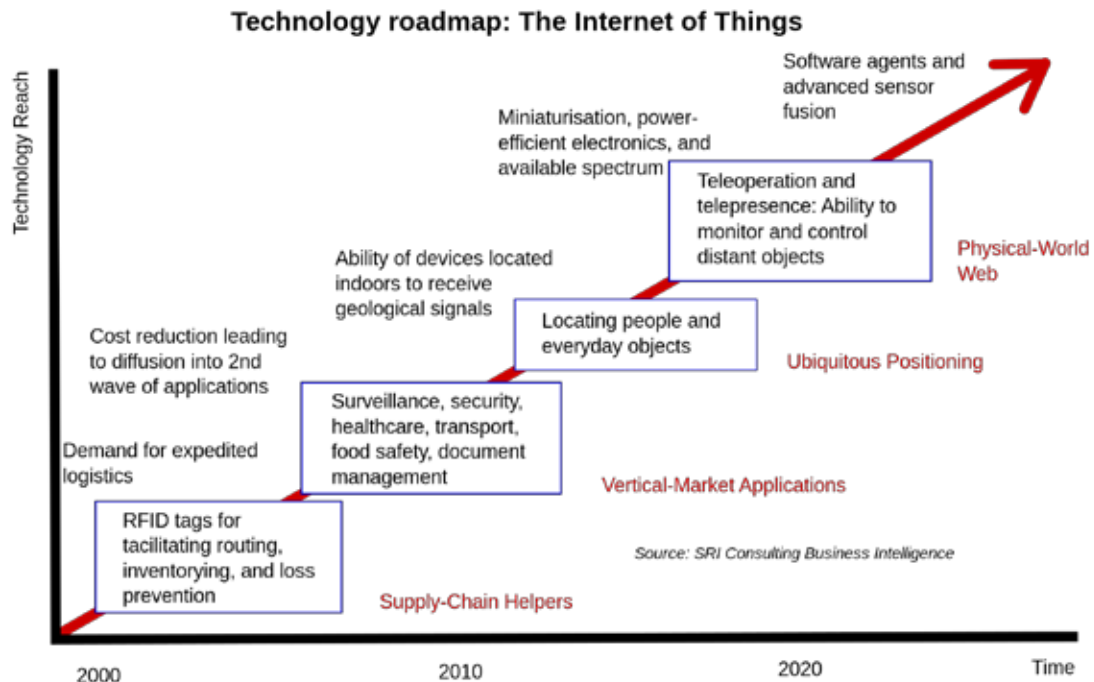 Technology roadmap: The Internet of Things
Technology Reach
Software agents and
advanced sensor
fusion
Miniaturisation, power-
efficient electronics, and
available spectrum
Teleoperation and
telepresence: Ability to
monitor and control
distant objects
Physical-World
Web
Ability of devices located
indoors to receive
geological signals
Locating people and
everyday objects
Ubiquitous Positioning
Cost reduction leading
to diffusion into 2nd
wave of applications
Surveillance, security,
healthcare, transport,
food safety, document
management
Vertical-Market Applications
Demand for expedited
logistics
RFID tags for
tacilitating routing,
inventorying, and loss
prevention
Supply-Chain Helpers
Source: SRI Consulting Business Intelligence
2000
2010
2020
Time